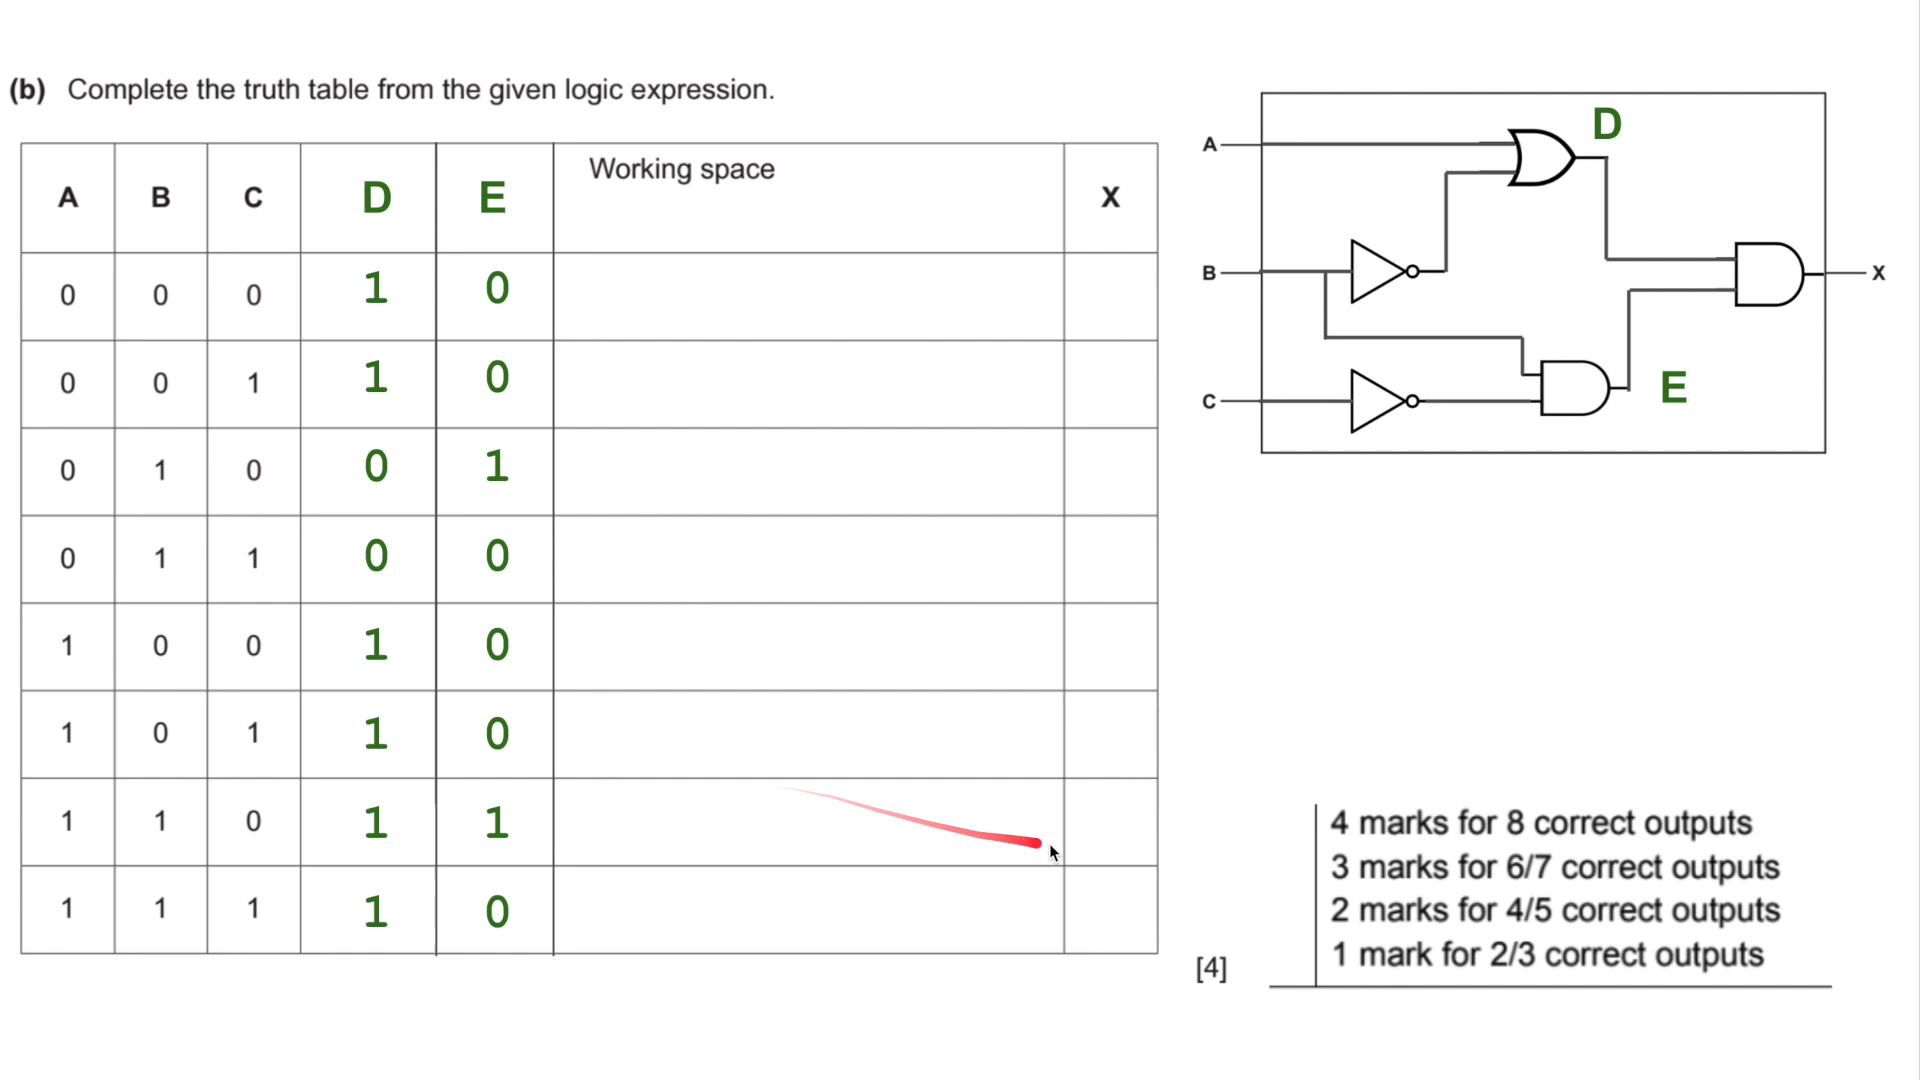 (b) Complete the truth table from the given logic expression.
A B C D E Working space X
0 0 0 1 0
0 0 1 1 0
0 1 0 0 1
0 1 1 0 0
1 0 0 1 0
1 0 1 1 0
1 1 0 1 1
1 1 1 1 0
[4]
D
A
B
X
C
E
4 marks for 8 correct outputs
3 marks for 6/7 correct outputs
2 marks for 4/5 correct outputs
1 mark for 2/3 correct outputs